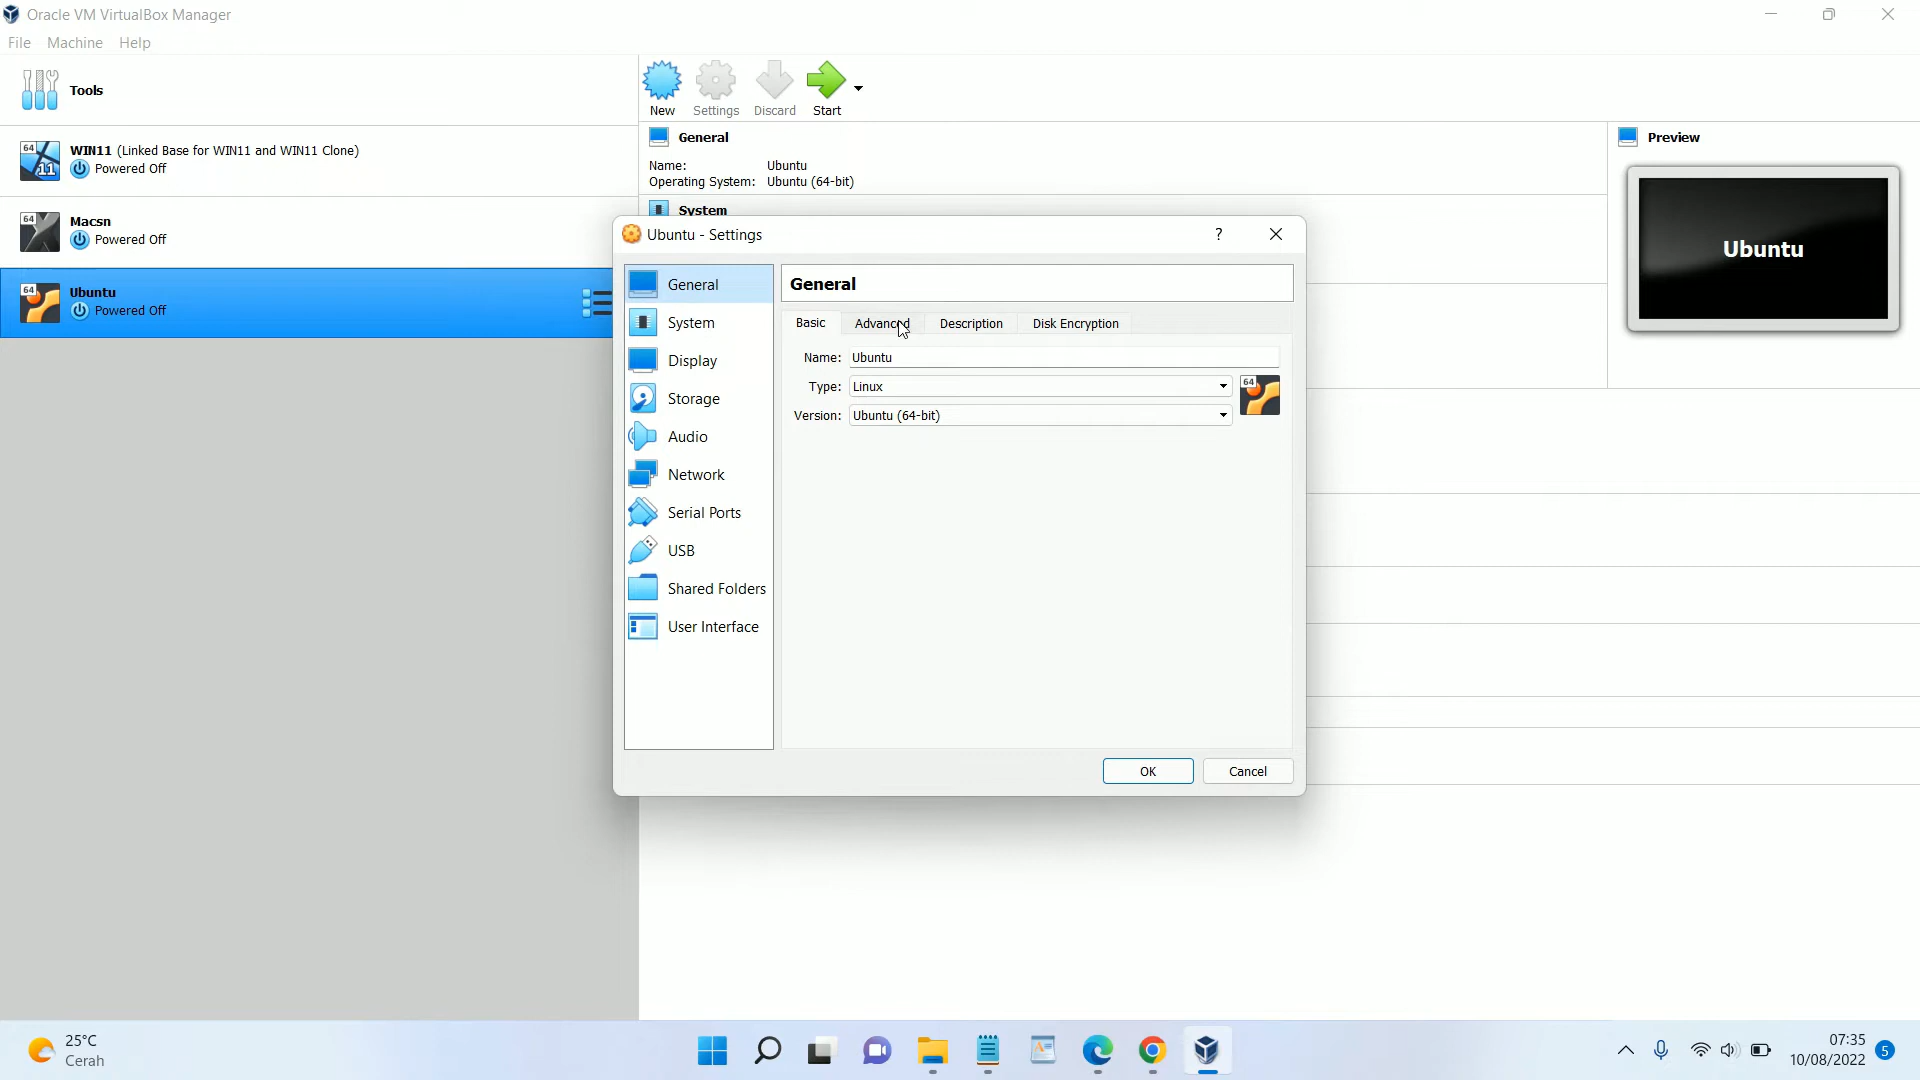 Oracle VM VirtualBox Manager
File Machine Help
Tools
64
11
WIN11 (Linked Base for WIN11 and WIN11 Clone)
Powered Off
64
Macsn
Powered Off
64
Ubuntu
Powered Off
New Settings Discard Start
General
Name: Ubuntu
Operating System: Ubuntu (64-bit)
System
Preview
Ubuntu
Ubuntu - Settings
?
General
System
Display
Storage
Audio
Network
Serial Ports
USB
Shared Folders
User Interface
General
Basic Advanced Description Disk Encryption
Name: Ubuntu
Type: Linux
Version: Ubuntu (64-bit)
64
OK Cancel
25°C
Cerah
07:35
10/08/2022
5